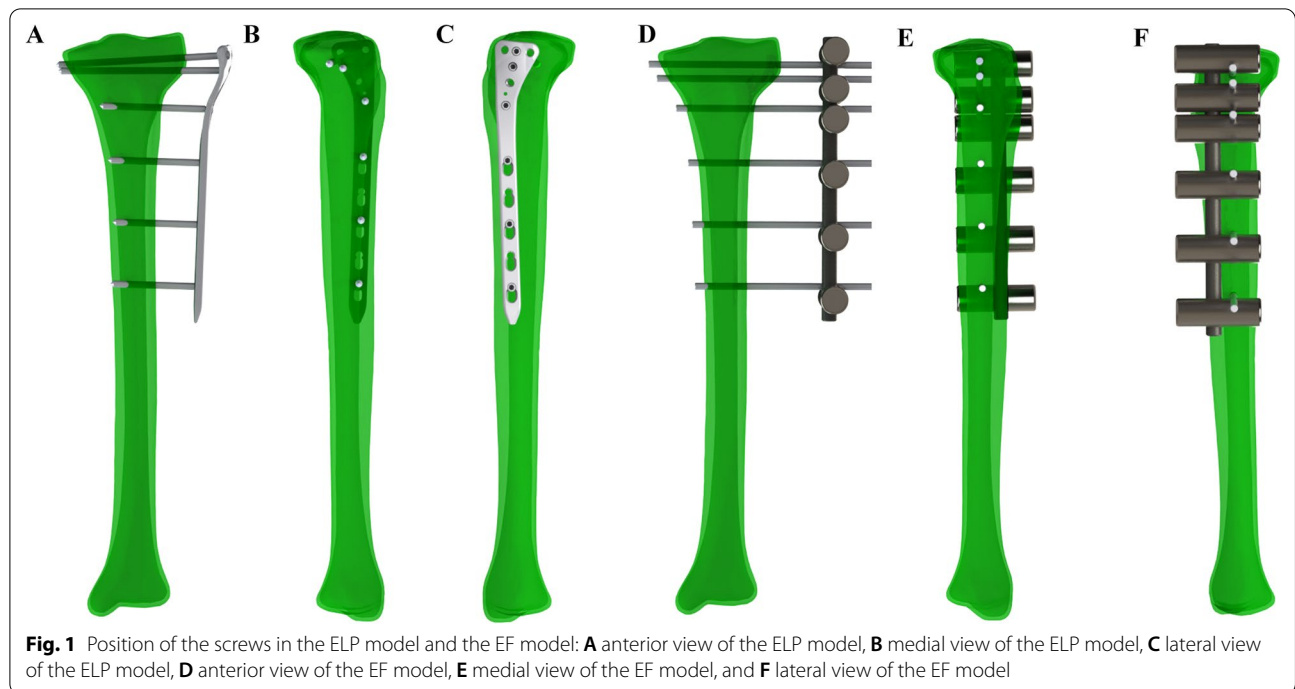 A B C D E F
Fig. 1 Position of the screws in the ELP model and the EF model: A anterior view of the ELP model, B medial view of the ELP model, C lateral view
of the ELP model, D anterior view of the EF model, E medial view of the EF model, and F lateral view of the EF model